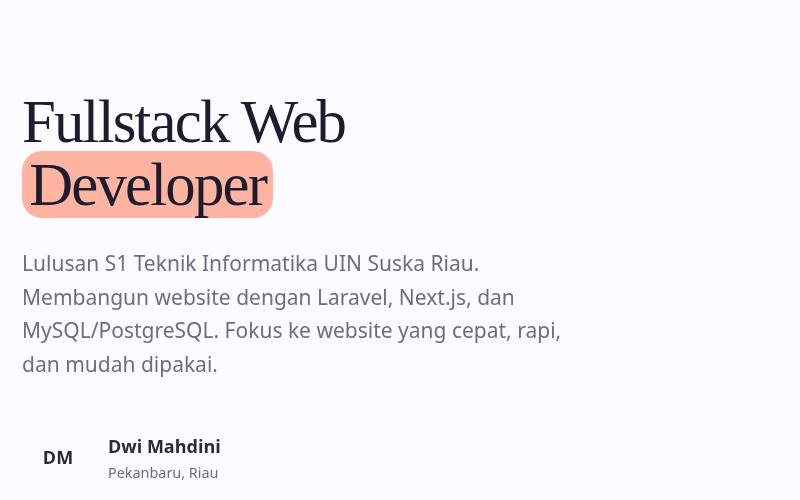 Fullstack Web
Developer
Lulusan S1 Teknik Informatika UIN Suska Riau.
Membangun website dengan Laravel, Next.js, dan
MySQL/PostgreSQL. Fokus ke website yang cepat, rapi,
dan mudah dipakai.
DM
Dwi Mahdini
Pekanbaru, Riau